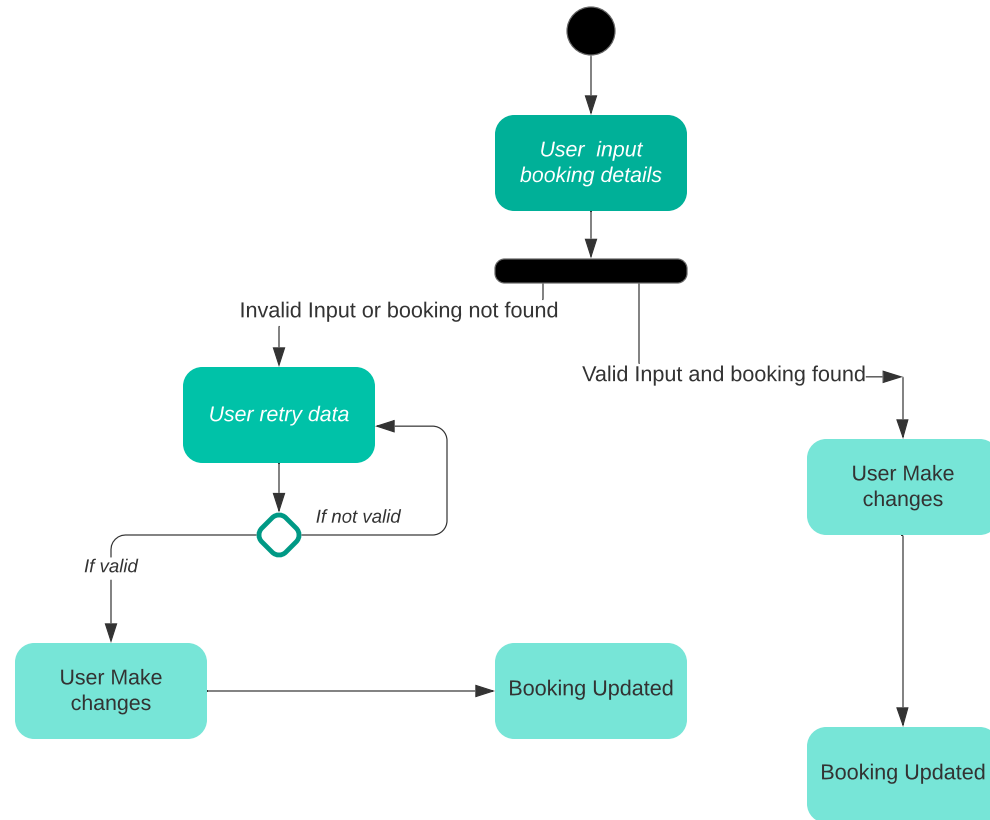 User input
booking details
Invalid Input or booking not found
Valid Input and booking found
User retry data
User Make
changes
If not valid
If valid
User Make
changes
Booking Updated
Booking Updated